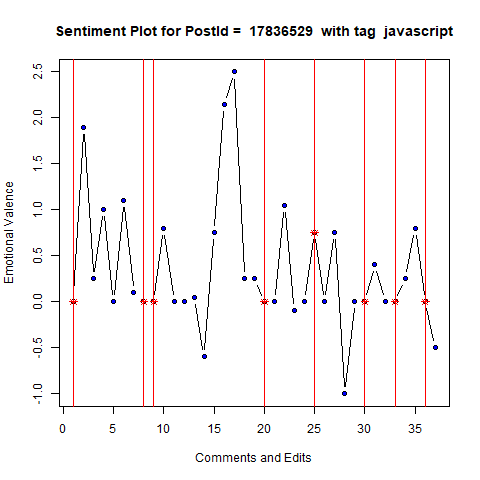 Sentiment Plot for PostId =  17836529  with tag  javascript
Emotional Valence
2.5
2.0
1.5
1.0
0.5
0.0
-0.5
-1.0
0 5 10 15 20 25 30 35
Comments and Edits